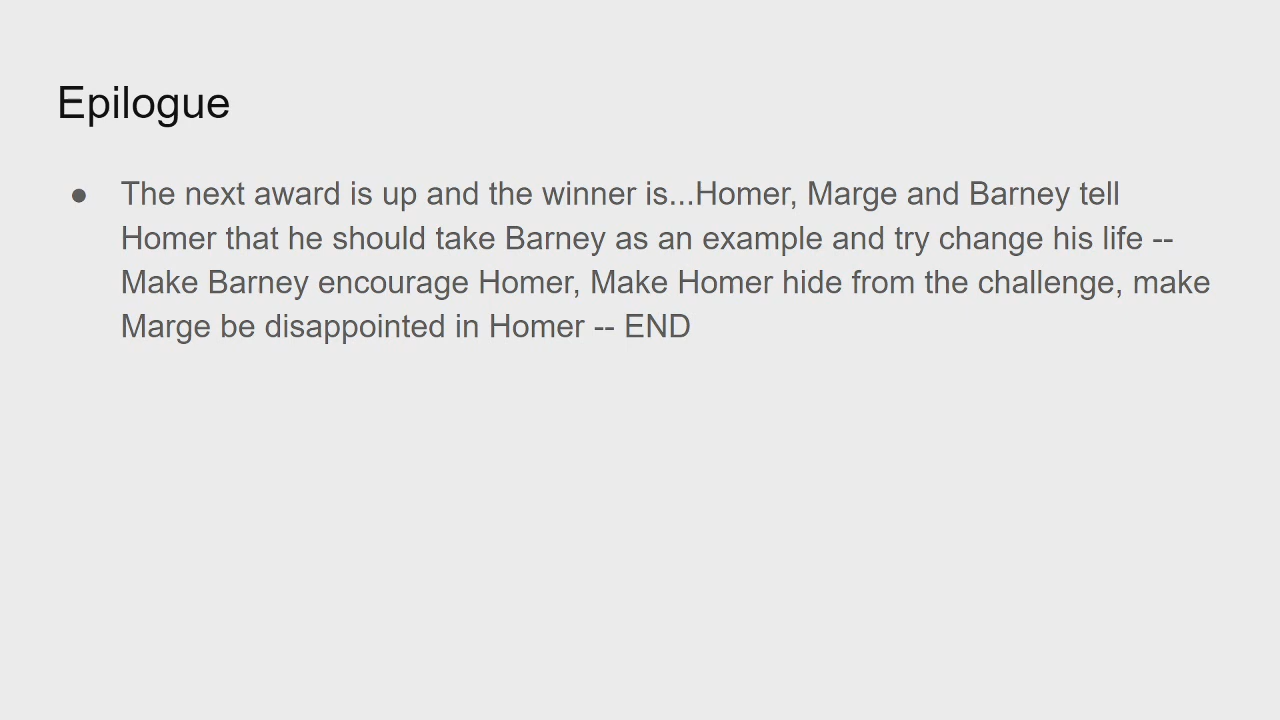 Epilogue
● The next award is up and the winner is...Homer, Marge and Barney tell
Homer that he should take Barney as an example and try change his life --
Make Barney encourage Homer, Make Homer hide from the challenge, make
Marge be disappointed in Homer -- END